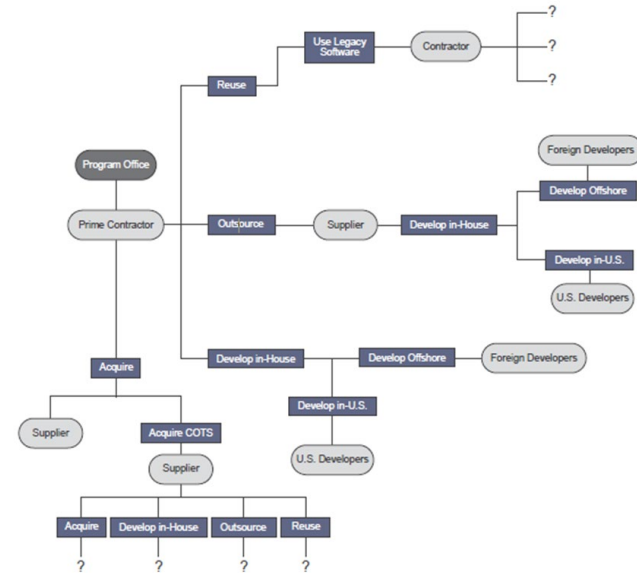 ?
Use Legacy
Software
Contractor
?
Reuse
?
Program Office
Foreign Developers
Develop Offshore
Prime Contractor
Outsource
Supplier
Develop in-House
Develop in-U.S.
U.S. Developers
Acquire
Develop in-House
Develop Offshore
Foreign Developers
Develop in-U.S.
Supplier
Acquire COTS
U.S. Developers
Supplier
Acquire
Develop in-House
Outsource
Reuse
?
?
?
?